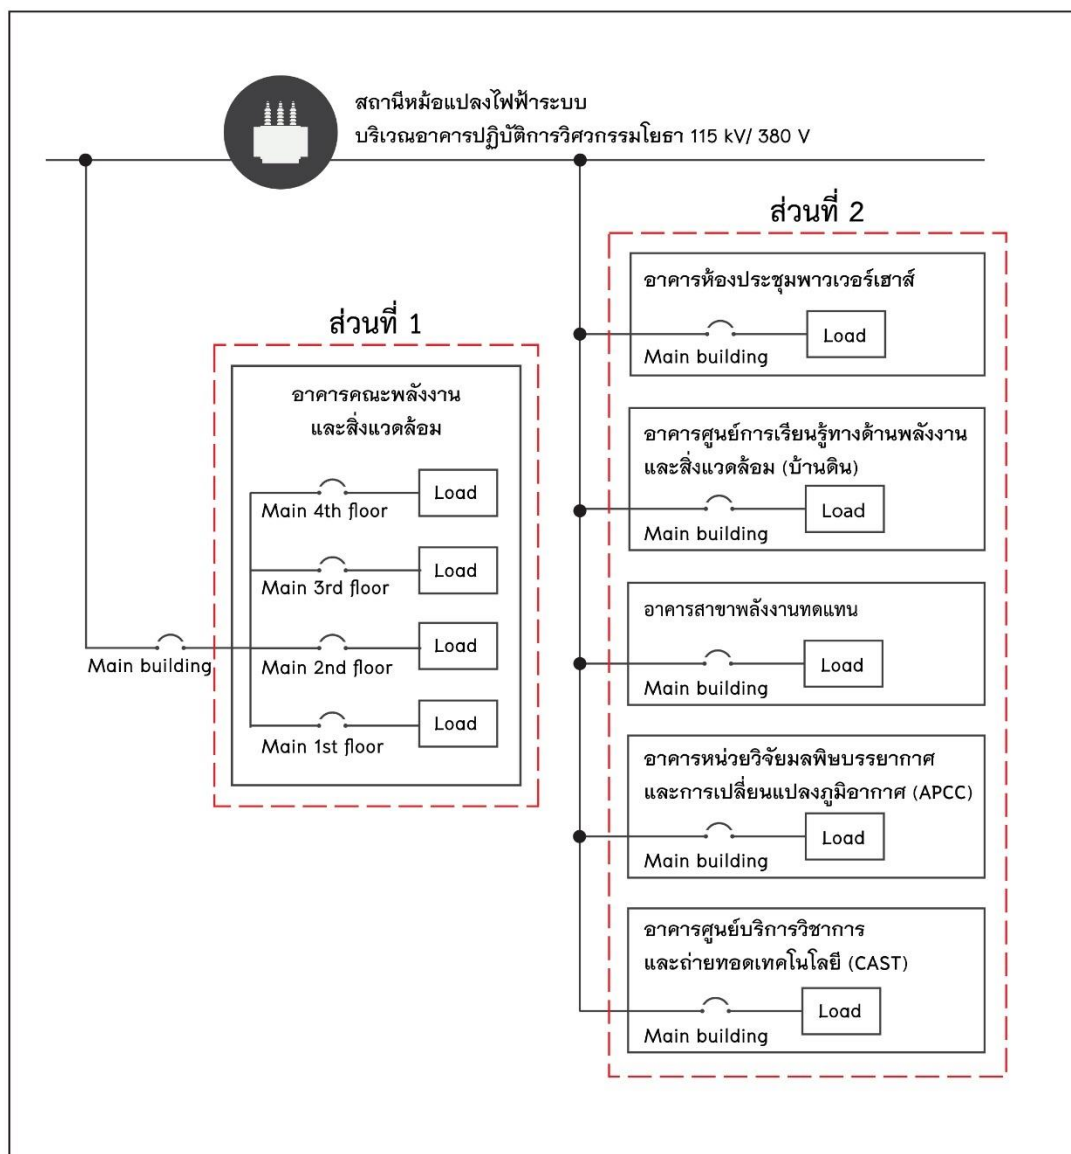 สถานีหม้อแปลงไฟฟ้าระบบ
บริเวณอาคารปฏิบัติการวิศวกรรมโยธา 115 kV/ 380 V
ส่วนที่ 1
อาคารคณะพลังงาน
และสิ่งแวดล้อม
Load
Main 4th floor
Load
Main 3rd floor
Load
Main 2nd floor
Load
Main 1st floor
Main building
ส่วนที่ 2
อาคารห้องประชุมพาวเวอร์เฮาส์
Load
Main building
อาคารศูนย์การเรียนรู้ทางด้านพลังงาน
และสิ่งแวดล้อม (บ้านดิน)
Load
Main building
อาคารสาขาพลังงานทดแทน
Load
Main building
อาคารหน่วยวิจัยมลพิษบรรยากาศ
และการเปลี่ยนแปลงภูมิอากาศ (APCC)
Load
Main building
อาคารศูนย์บริการวิชาการ
และถ่ายทอดเทคโนโลยี (CAST)
Load
Main building